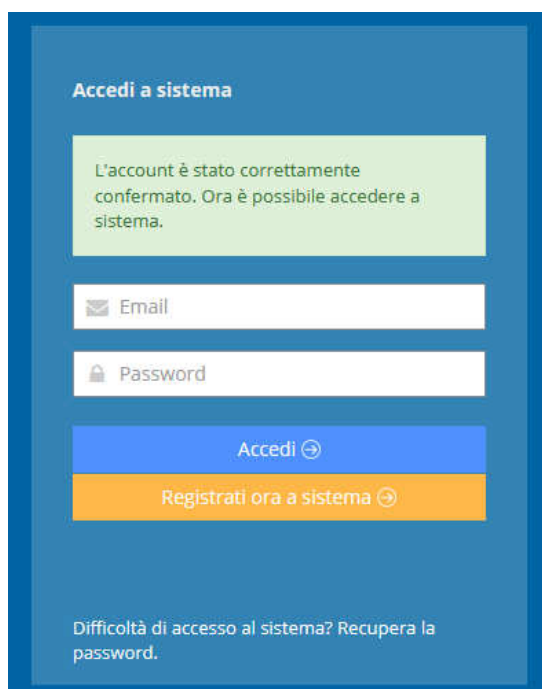 Accedi a sistema
L'account è stato correttamente
confermato. Ora è possibile accedere a
sistema.
Email
Password
Accedi
Registrati ora a sistema
Difficoltà di accesso al sistema? Recupera la
password.